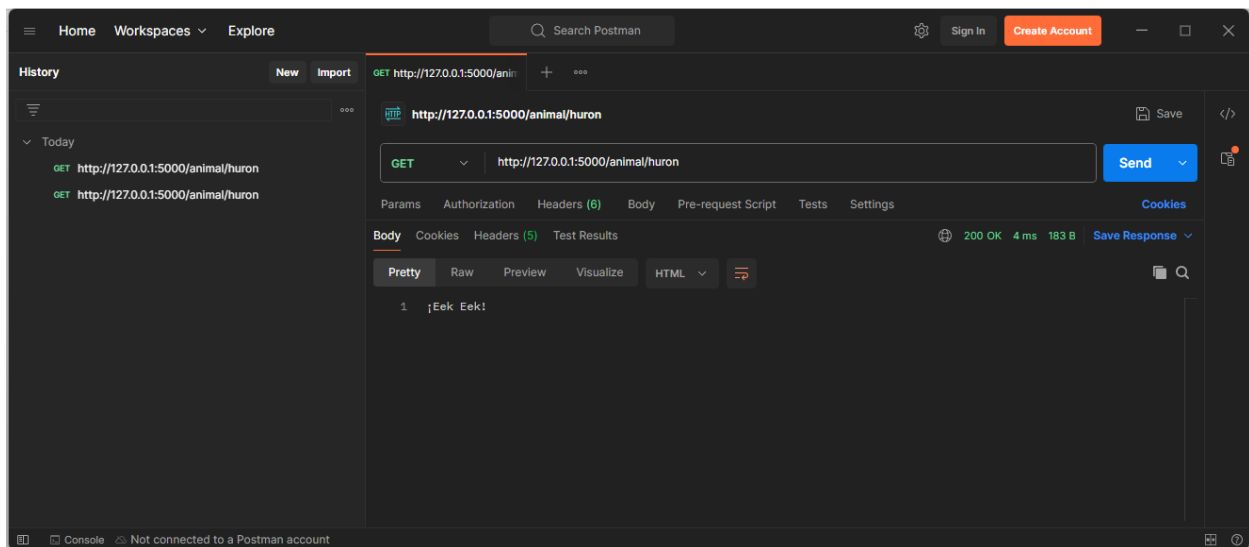 Home Workspaces Explore Search Postman Sign In Create Account
History New Import
GET http://127.0.0.1:5000/anim
http://127.0.0.1:5000/animal/huron Save
Today
GET http://127.0.0.1:5000/animal/huron
GET http://127.0.0.1:5000/animal/huron
GET http://127.0.0.1:5000/animal/huron Send
Params Authorization Headers (6) Body Pre-request Script Tests Settings Cookies
Body Cookies Headers (5) Test Results 200 OK 4 ms 183 B Save Response
Pretty Raw Preview Visualize HTML
1 ¡Eek Eek!
Console Not connected to a Postman account